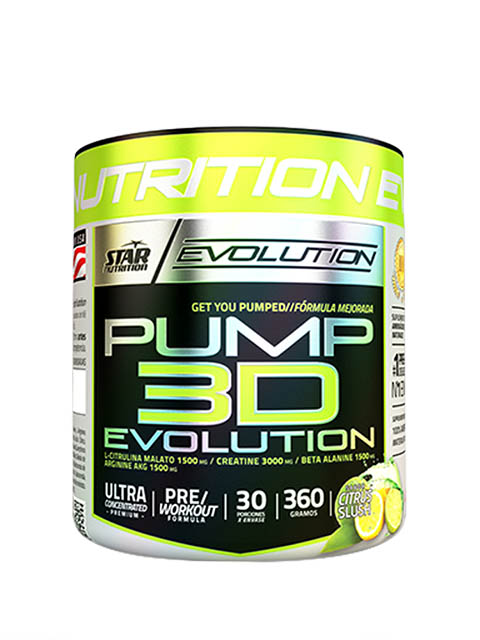 NUTRITION EV
STAR
NUTRITION
EVOLUTION
GET YOU PUMPED//FÓRMULA MEJORADA
PUMP
3D
EVOLUTION
L-CITRULINA MALATO 1500 MG / CREATINE 3000 MG / BETA ALANINE 1500 MG
ARGININE AKG 1500 MG
ULTRA
CONCENTRATED
- PREMIUM -
PRE/
WORKOUT
FORMULA
30
PORCIONES
X ENVASE
360
GRAMOS
CITRUS
SLUSH